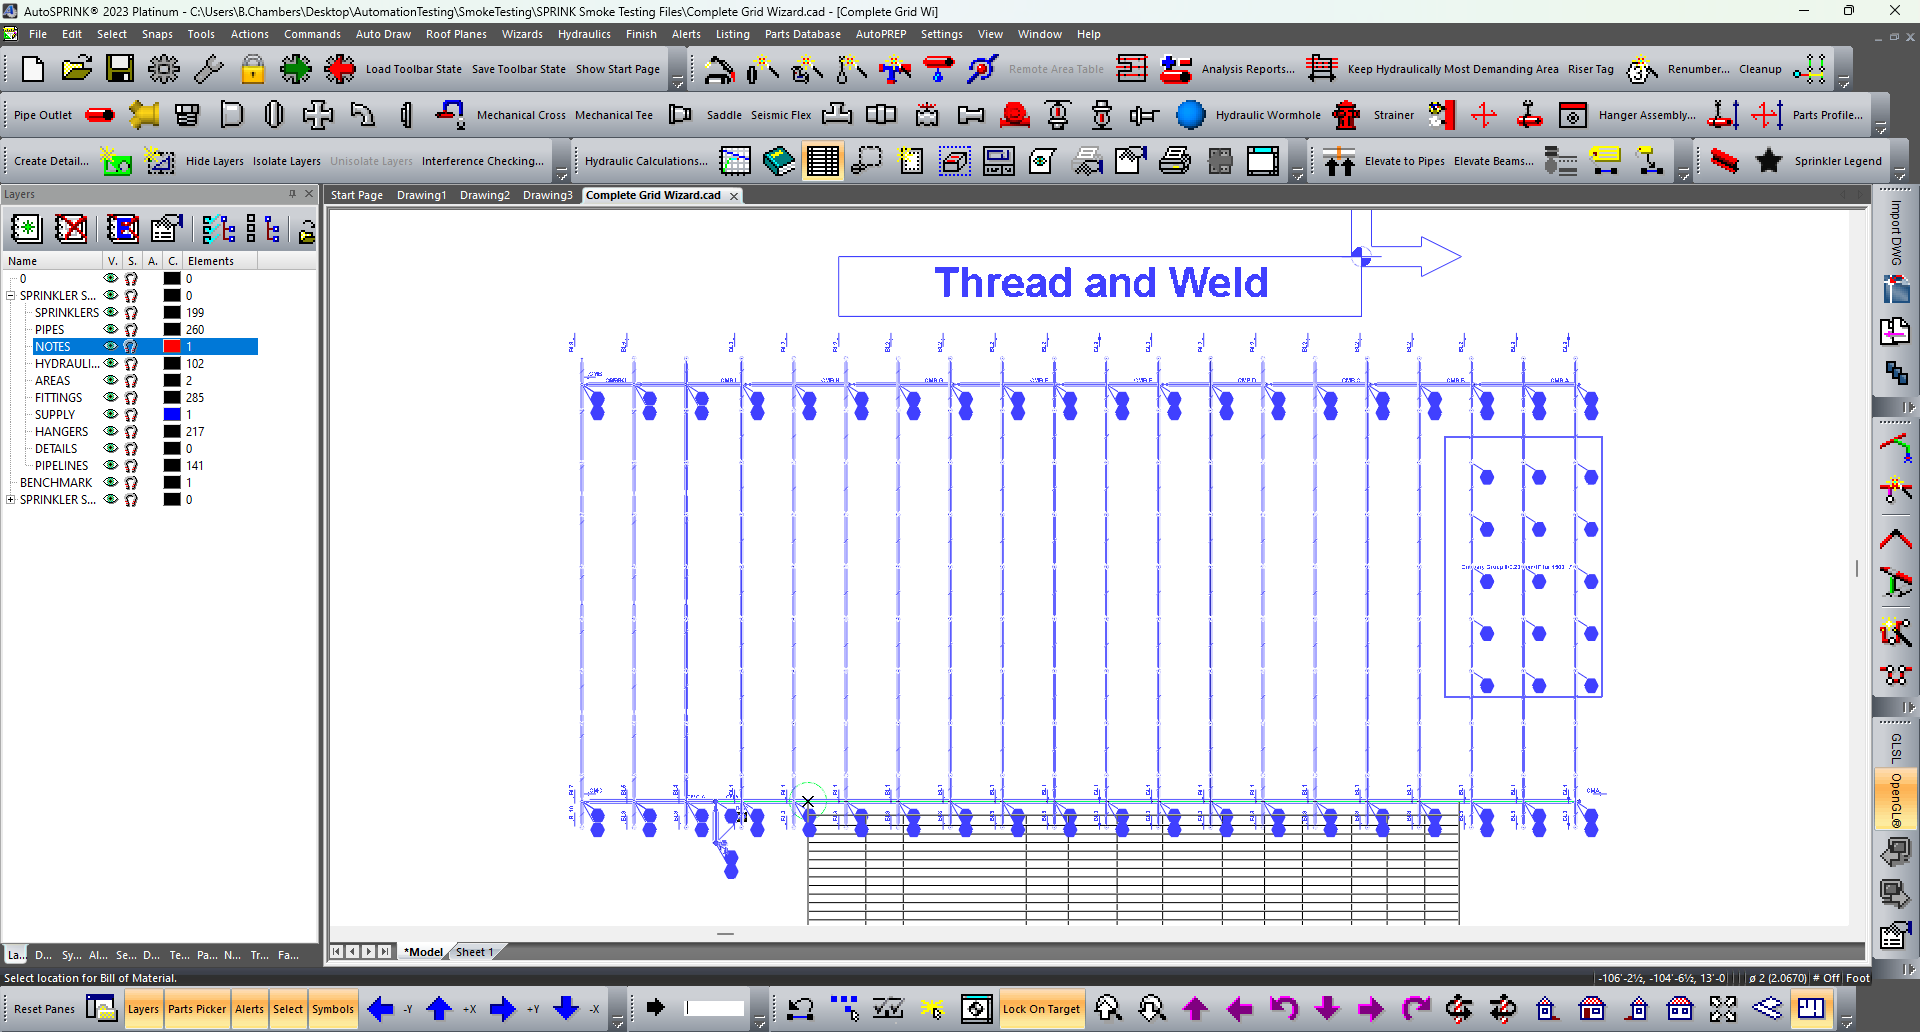 AutoSPRINK® 2023 Platinum - C:\Users\B.Chambers\Desktop\AutomationTesting\SmokeTesting\SPRINK Smoke Testing Files\Complete Grid Wizard.cad - [Complete Grid Wi]
File Edit Select Snaps Tools Actions Commands Auto Draw Roof Planes Wizards Hydraulics Finish Alerts Listing Parts Database AutoPREP Settings View Window Help
Load Toolbar State Save Toolbar State Show Start Page Remote Area Table Analysis Reports... Keep Hydraulically Most Demanding Area Riser Tag Renumber... Cleanup
Pipe Outlet Mechanical Cross Mechanical Tee Saddle Seismic Flex Hydraulic Wormhole Strainer Hanger Assembly... Parts Profile...
Create Detail... Hide Layers Isolate Layers Unisolate Layers Interference Checking... Hydraulic Calculations... Elevate to Pipes Elevate Beams... Sprinkler Legend
Layers
Start Page Drawing1 Drawing2 Drawing3 Complete Grid Wizard.cad
Name V. S. A. C. Elements
0 0
SPRINKLER S... 0
SPRINKLERS 199
PIPES 260
NOTES 1
HYDRAULI... 102
AREAS 2
FITTINGS 285
SUPPLY 1
HANGERS 217
DETAILS 0
PIPELINES 141
BENCHMARK 1
SPRINKLER S... 0
Thread and Weld
Import DWG
GLSL
OpenGL®
La... D... Sy... Al... Se... D... Te... Pa... N... Tr... Fa...
*Model Sheet 1
Select location for Bill of Material.
-106'-2½, -104'-6½, 13'-0
ø 2 (2.0670) # Off Foot
Reset Panes Layers Parts Picker Alerts Select Symbols -Y +X +Y -X Lock On Target